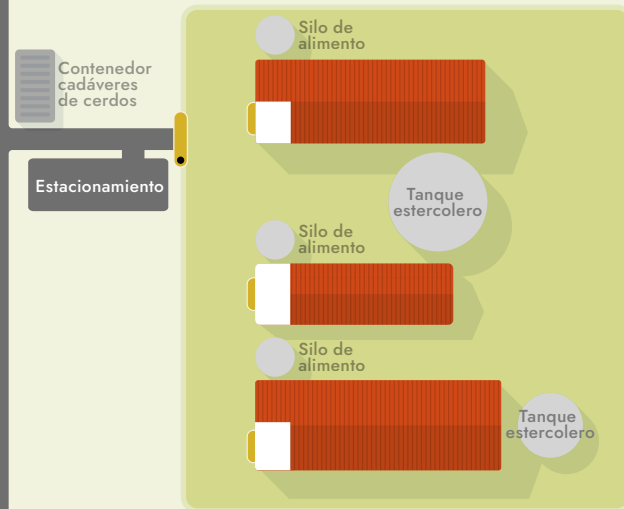 Silo de
alimento
Contenedor
cadáveres
de cerdos
Estacionamiento
Tanque
estercolero
Silo de
alimento
Silo de
alimento
Tanque
estercolero